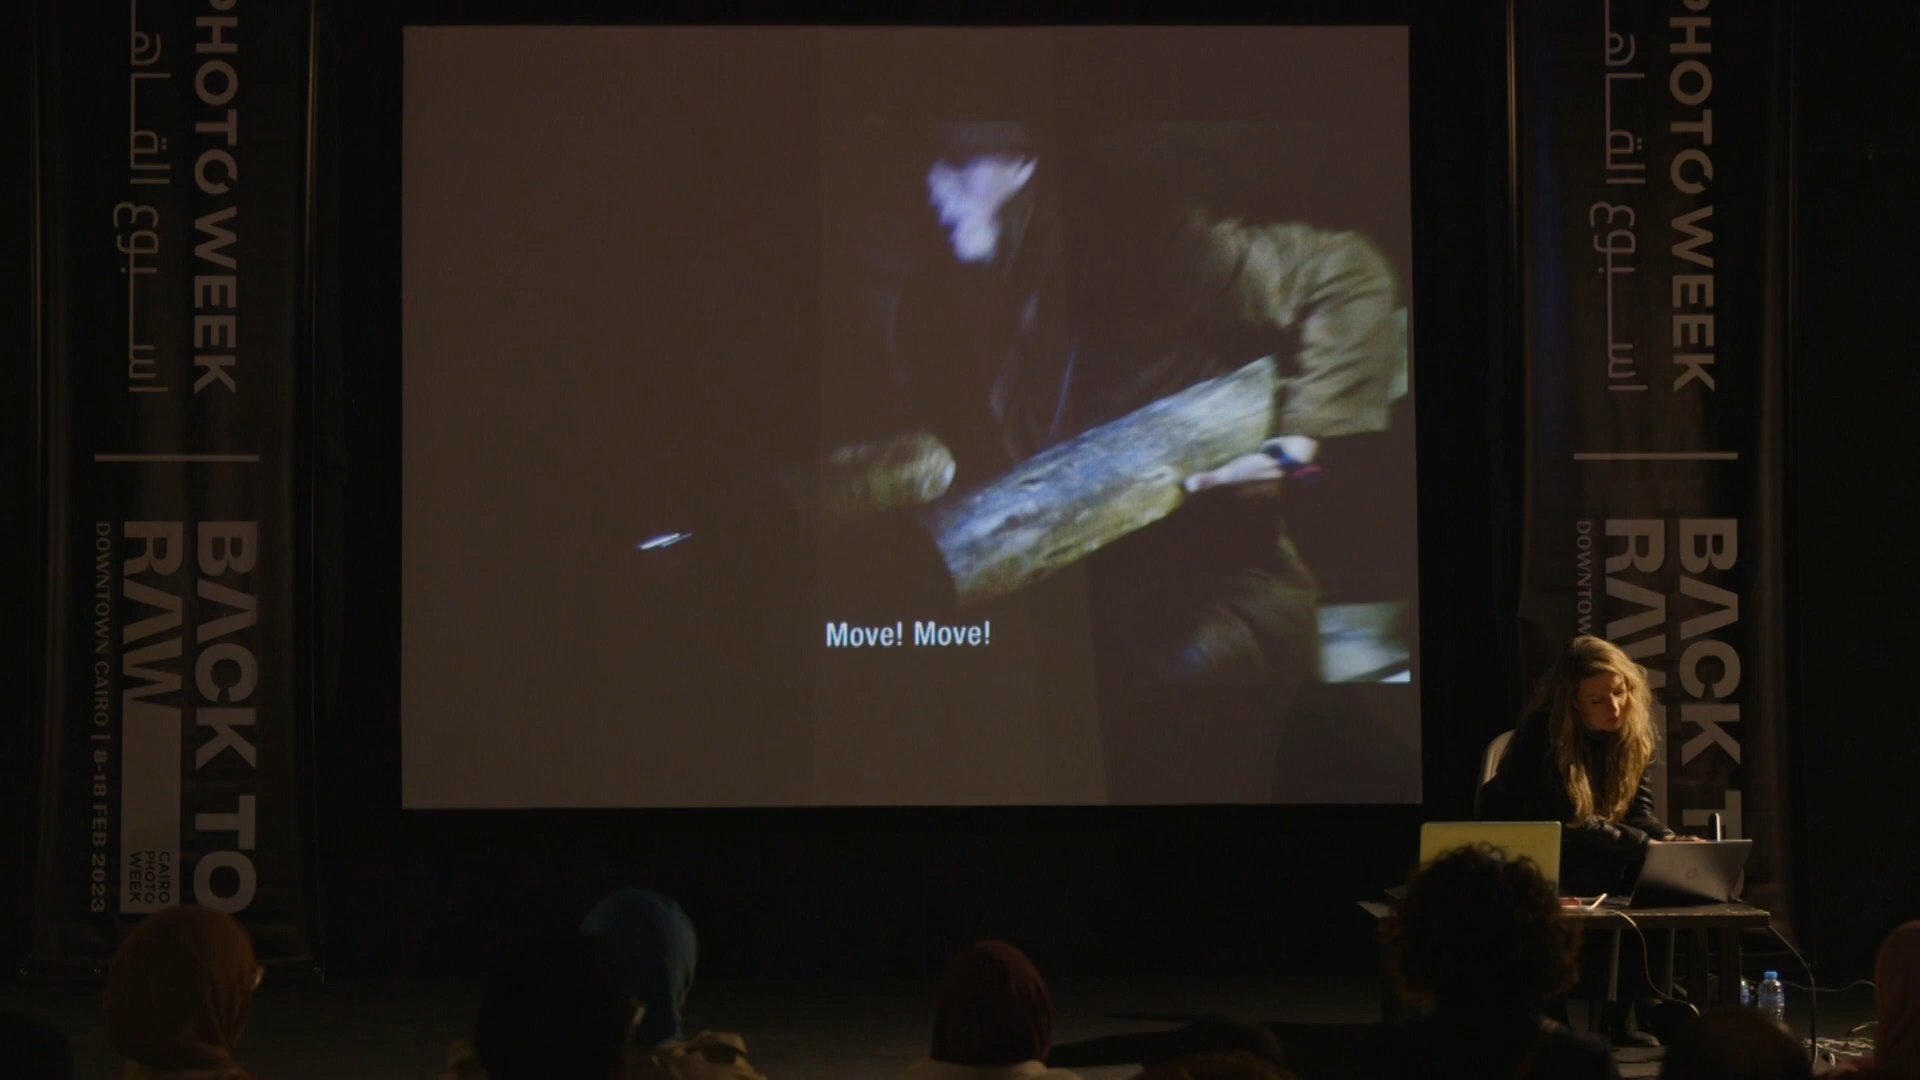 PHOTO WEEK
BACK TO
RAW
DOWNTOWN CAIRO | 8-18 FEB 2023
CAIRO
PHOTO
WEEK
Move! Move!
PHOTO WEEK
BACK T
RAW
DOWNTOW